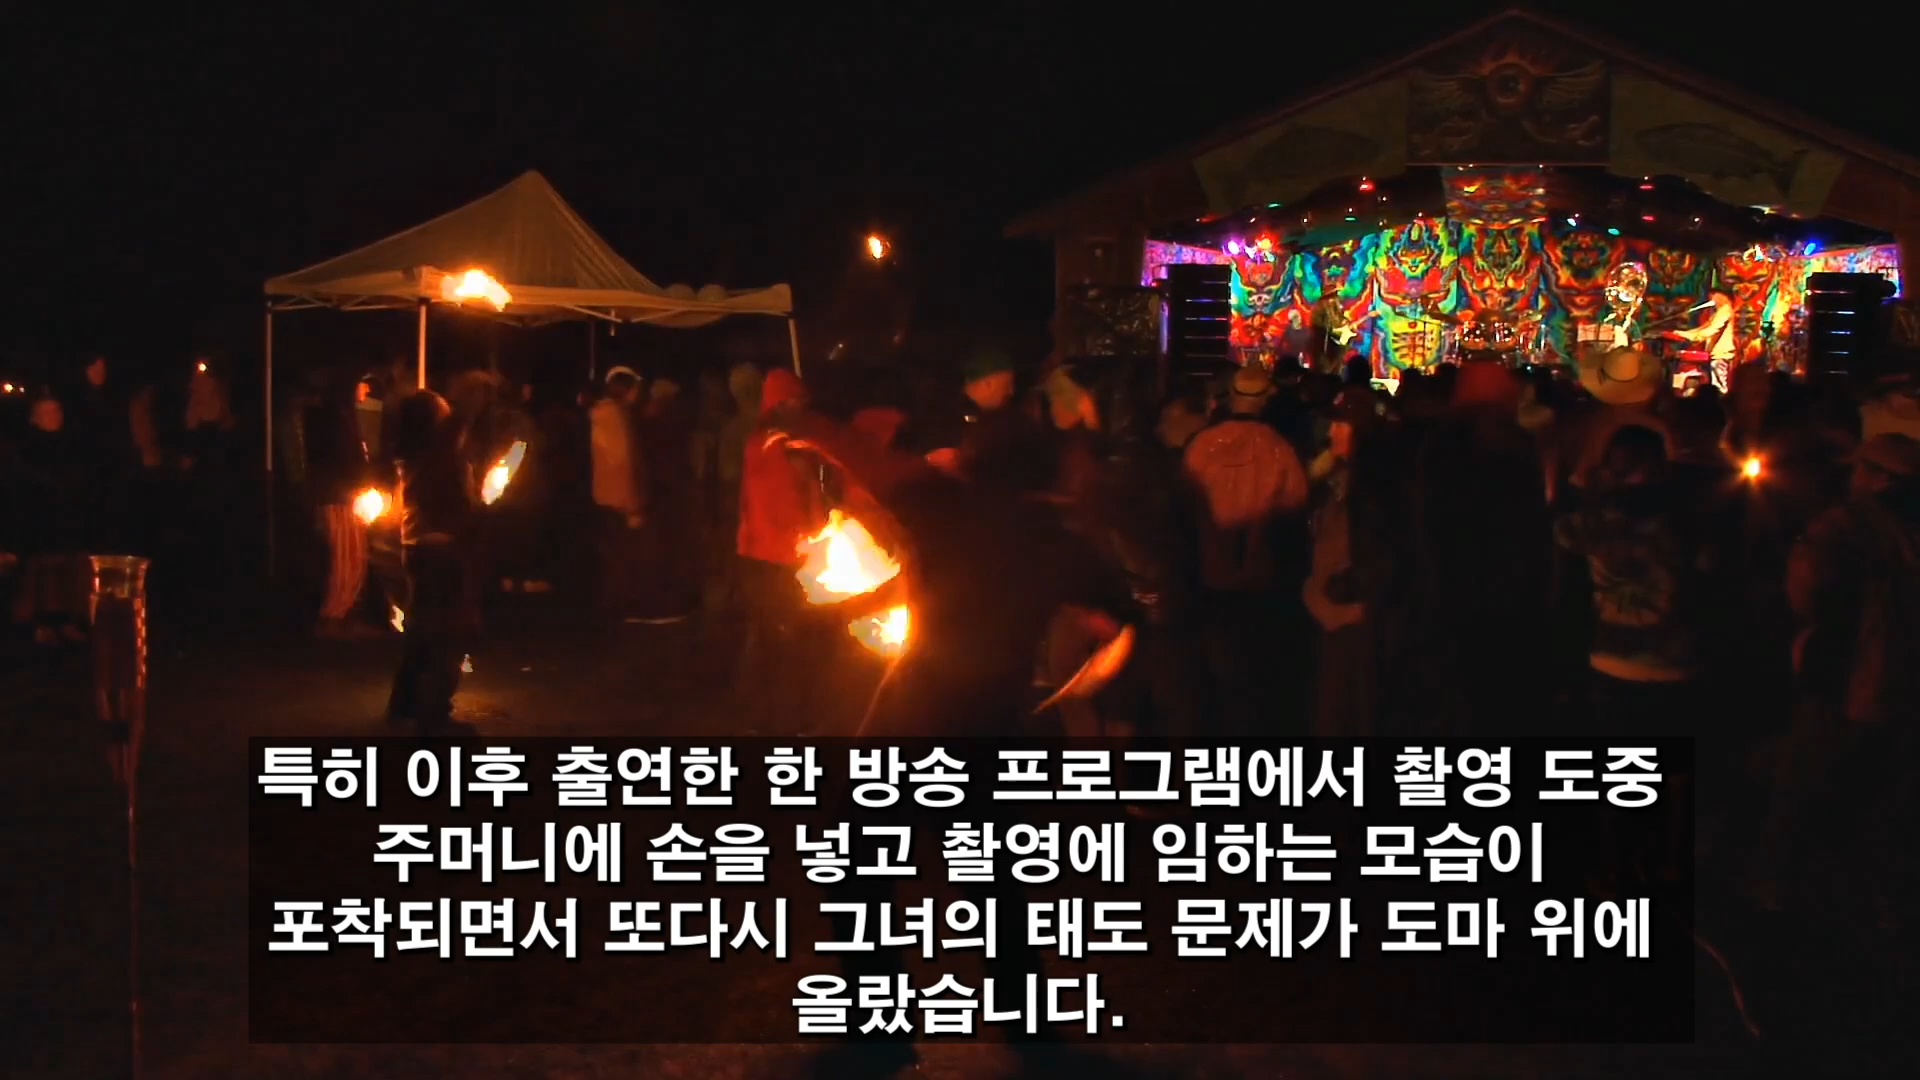 특히 이후 출연한 한 방송 프로그램에서 촬영 도중
주머니에 손을 넣고 촬영에 임하는 모습이
포착되면서 또다시 그녀의 태도 문제가 도마 위에
올랐습니다.